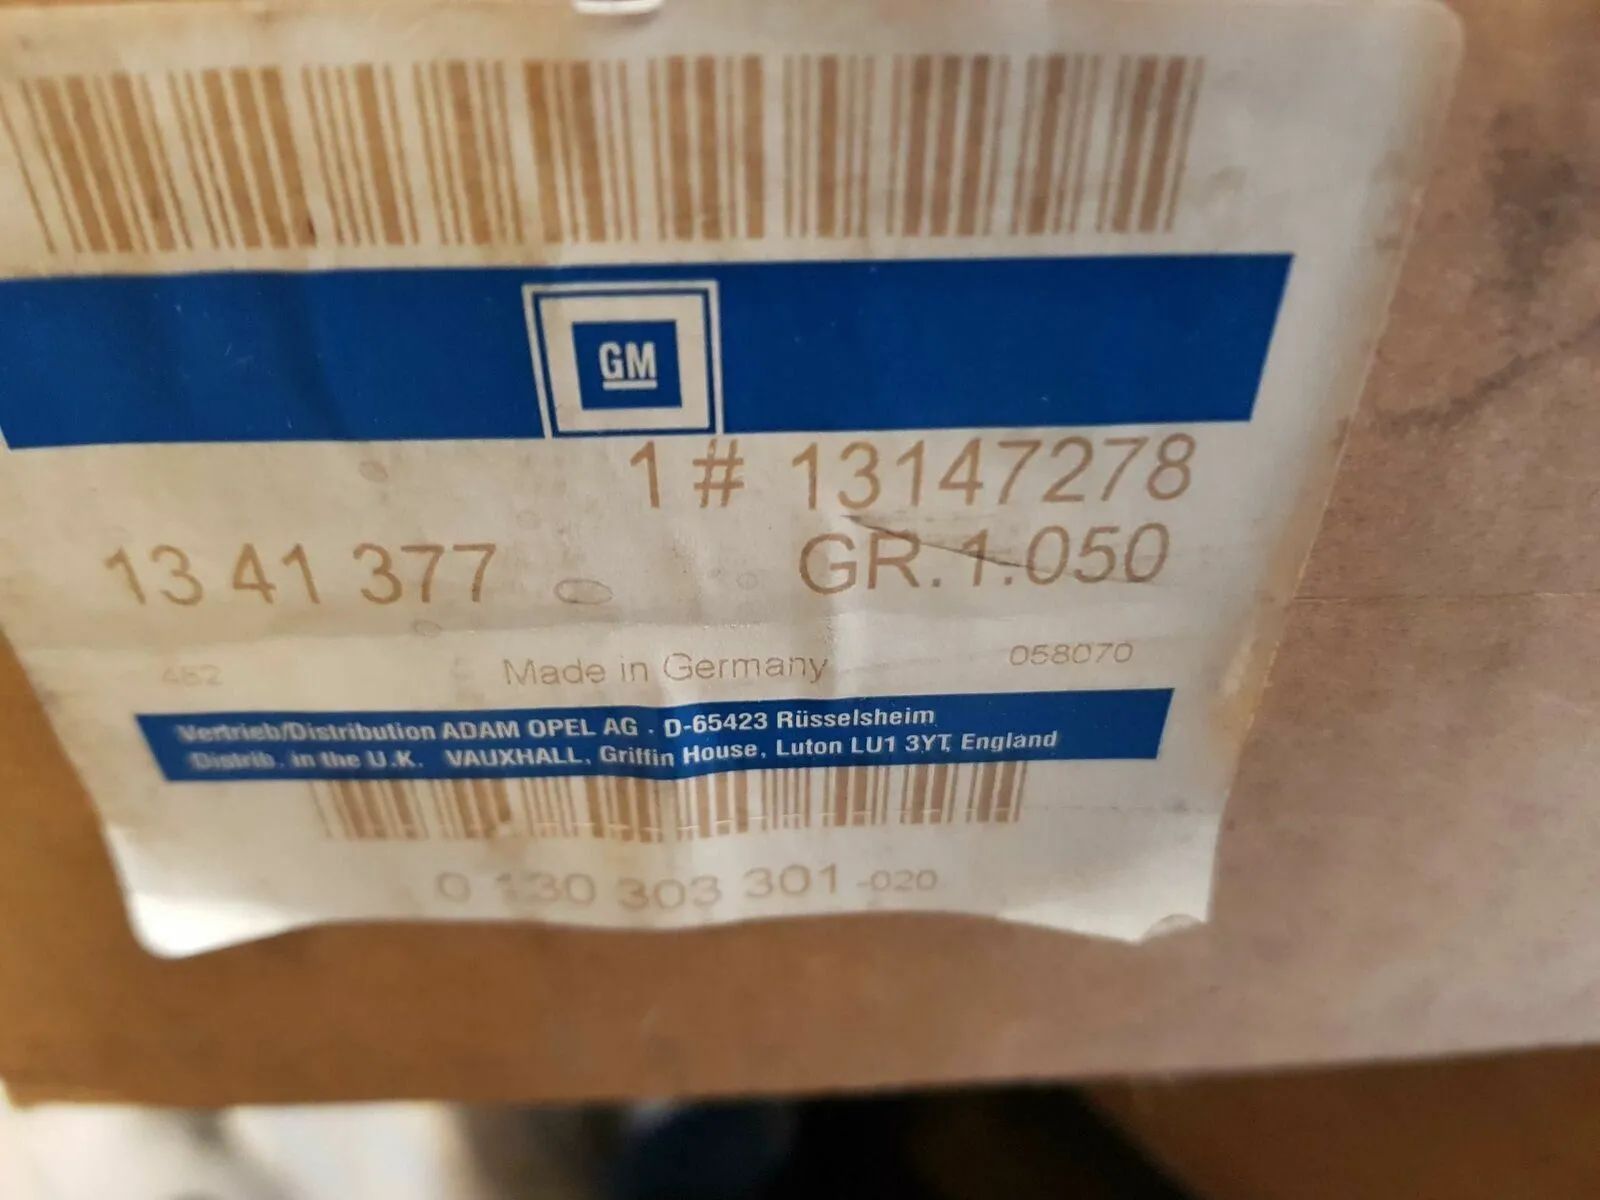 GM
1 # 13147278
13 41 377
GR. 1.050
452
Made in Germany
058070
Vertrieb/Distribution ADAM OPEL AG . D-65423 Rüsselsheim
Distrib. in the U.K. VAUXHALL, Griffin House, Luton LU1 3YT, England
0 130 303 301 -020